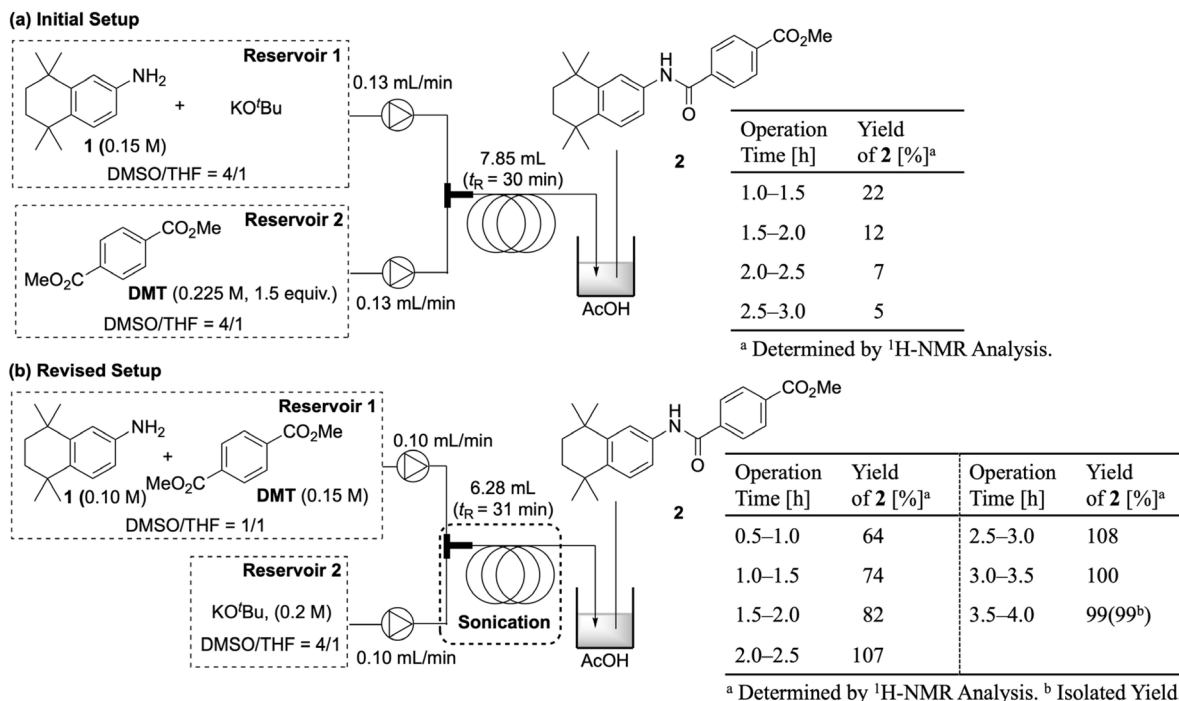 (a) Initial Setup
Reservoir 1
NH₂
+
KOᵗBu
1 (0.15 M)
DMSO/THF = 4/1
0.13 mL/min
Reservoir 2
CO₂Me
MeO₂C
DMT (0.225 M, 1.5 equiv.)
DMSO/THF = 4/1
0.13 mL/min
7.85 mL
(tR = 30 min)
AcOH
CO₂Me
H
N
O
2
Operation Time [h] Yield of 2 [%]ᵃ
1.0–1.5 22
1.5–2.0 12
2.0–2.5 7
2.5–3.0 5
ᵃ Determined by ¹H-NMR Analysis.
(b) Revised Setup
Reservoir 1
NH₂
+
CO₂Me
MeO₂C
1 (0.10 M)
DMT (0.15 M)
DMSO/THF = 1/1
0.10 mL/min
Reservoir 2
KOᵗBu, (0.2 M)
DMSO/THF = 4/1
0.10 mL/min
6.28 mL
(tR = 31 min)
Sonication
AcOH
CO₂Me
H
N
O
2
Operation Time [h] Yield of 2 [%]ᵃ Operation Time [h] Yield of 2 [%]ᵃ
0.5–1.0 64 2.5–3.0 108
1.0–1.5 74 3.0–3.5 100
1.5–2.0 82 3.5–4.0 99(99ᵇ)
2.0–2.5 107
ᵃ Determined by ¹H-NMR Analysis. ᵇ Isolated Yield